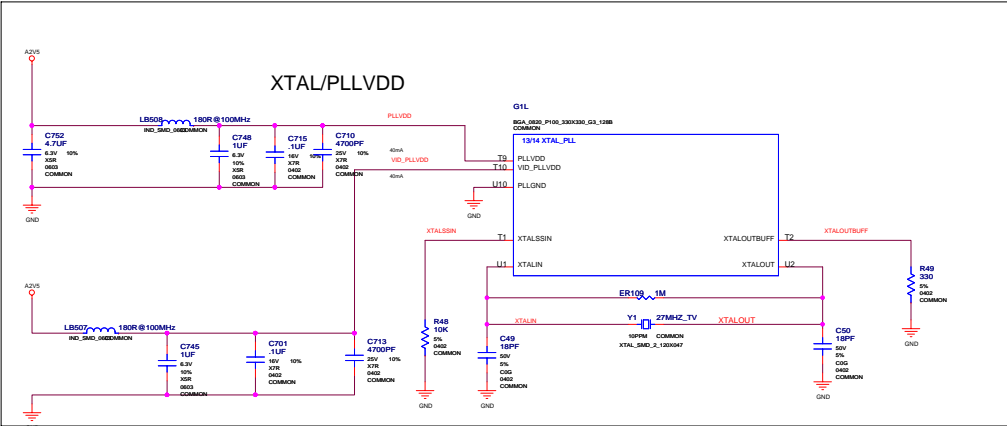 A2V5
XTAL/PLLVDD
LB508 180R@100MHz
IND_SMD_0603 COMMON
PLLVDD
C752
4.7UF
6.3V 10%
X5R
0603
COMMON
C748
1UF
6.3V
10%
X5R
0603
COMMON
C715
.1UF
16V 10%
X7R
0402
COMMON
C710
4700PF
25V 10%
X7R
0402
COMMON
40mA
VID_PLLVDD
40mA
GND
G1L
BGA_0820_P100_330X330_G3_128B
COMMON
13/14 XTAL_PLL
T9 PLLVDD
T10 VID_PLLVDD
U10 PLLGND
GND
XTALSSIN
T1 XTALSSIN
XTALOUTBUFF T2
XTALOUTBUFF
U1 XTALIN
XTALOUT U2
R49
330
5%
0402
COMMON
GND
ER109 1M
XTALIN
Y1 27MHZ_TV
XTALOUT
10PPM COMMON
XTAL_SMD_2_120X047
R48
10K
5%
0402
COMMON
GND
C49
18PF
50V
5%
C0G
0402
COMMON
GND
C50
18PF
50V
5%
C0G
0402
COMMON
GND
A2V5
LB507 180R@100MHz
IND_SMD_0603 COMMON
C745
1UF
6.3V
10%
X5R
0603
COMMON
C701
.1UF
16V 10%
X7R
0402
COMMON
C713
4700PF
25V 10%
X7R
0402
COMMON